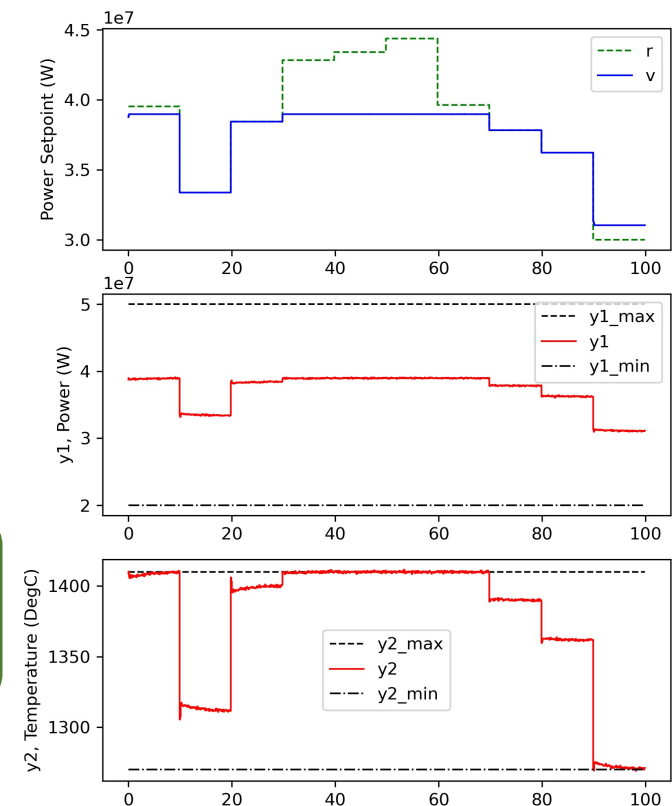 1e7
4.5
4.0
3.5
3.0
Power Setpoint (W)
r
v
0 20 40 60 80 100
1e7
5
4
3
2
y1, Power (W)
y1_max
y1
y1_min
0 20 40 60 80 100
1400
1350
1300
y2, Temperature (DegC)
y2_max
y2
y2_min
0 20 40 60 80 100